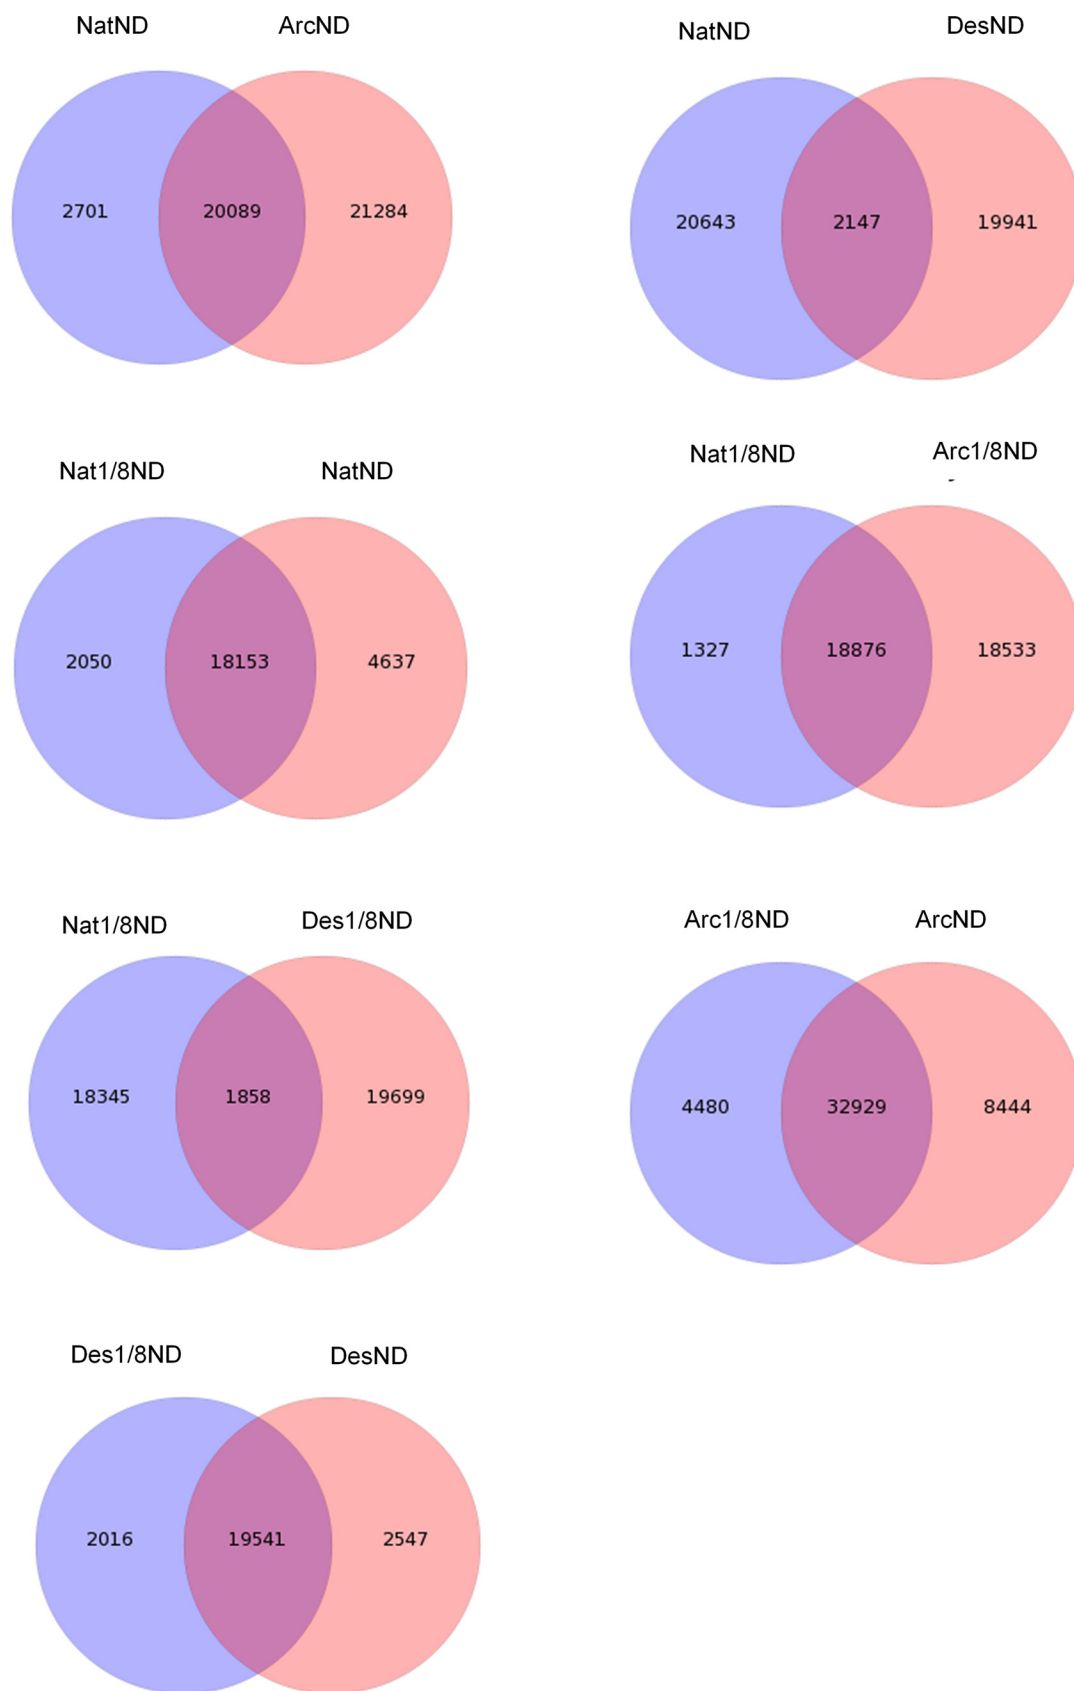 NatND ArcND
2701 20089 21284
NatND DesND
20643 2147 19941
Nat1/8ND NatND
2050 18153 4637
Nat1/8ND Arc1/8ND
1327 18876 18533
Nat1/8ND Des1/8ND
18345 1858 19699
Arc1/8ND ArcND
4480 32929 8444
Des1/8ND DesND
2016 19541 2547